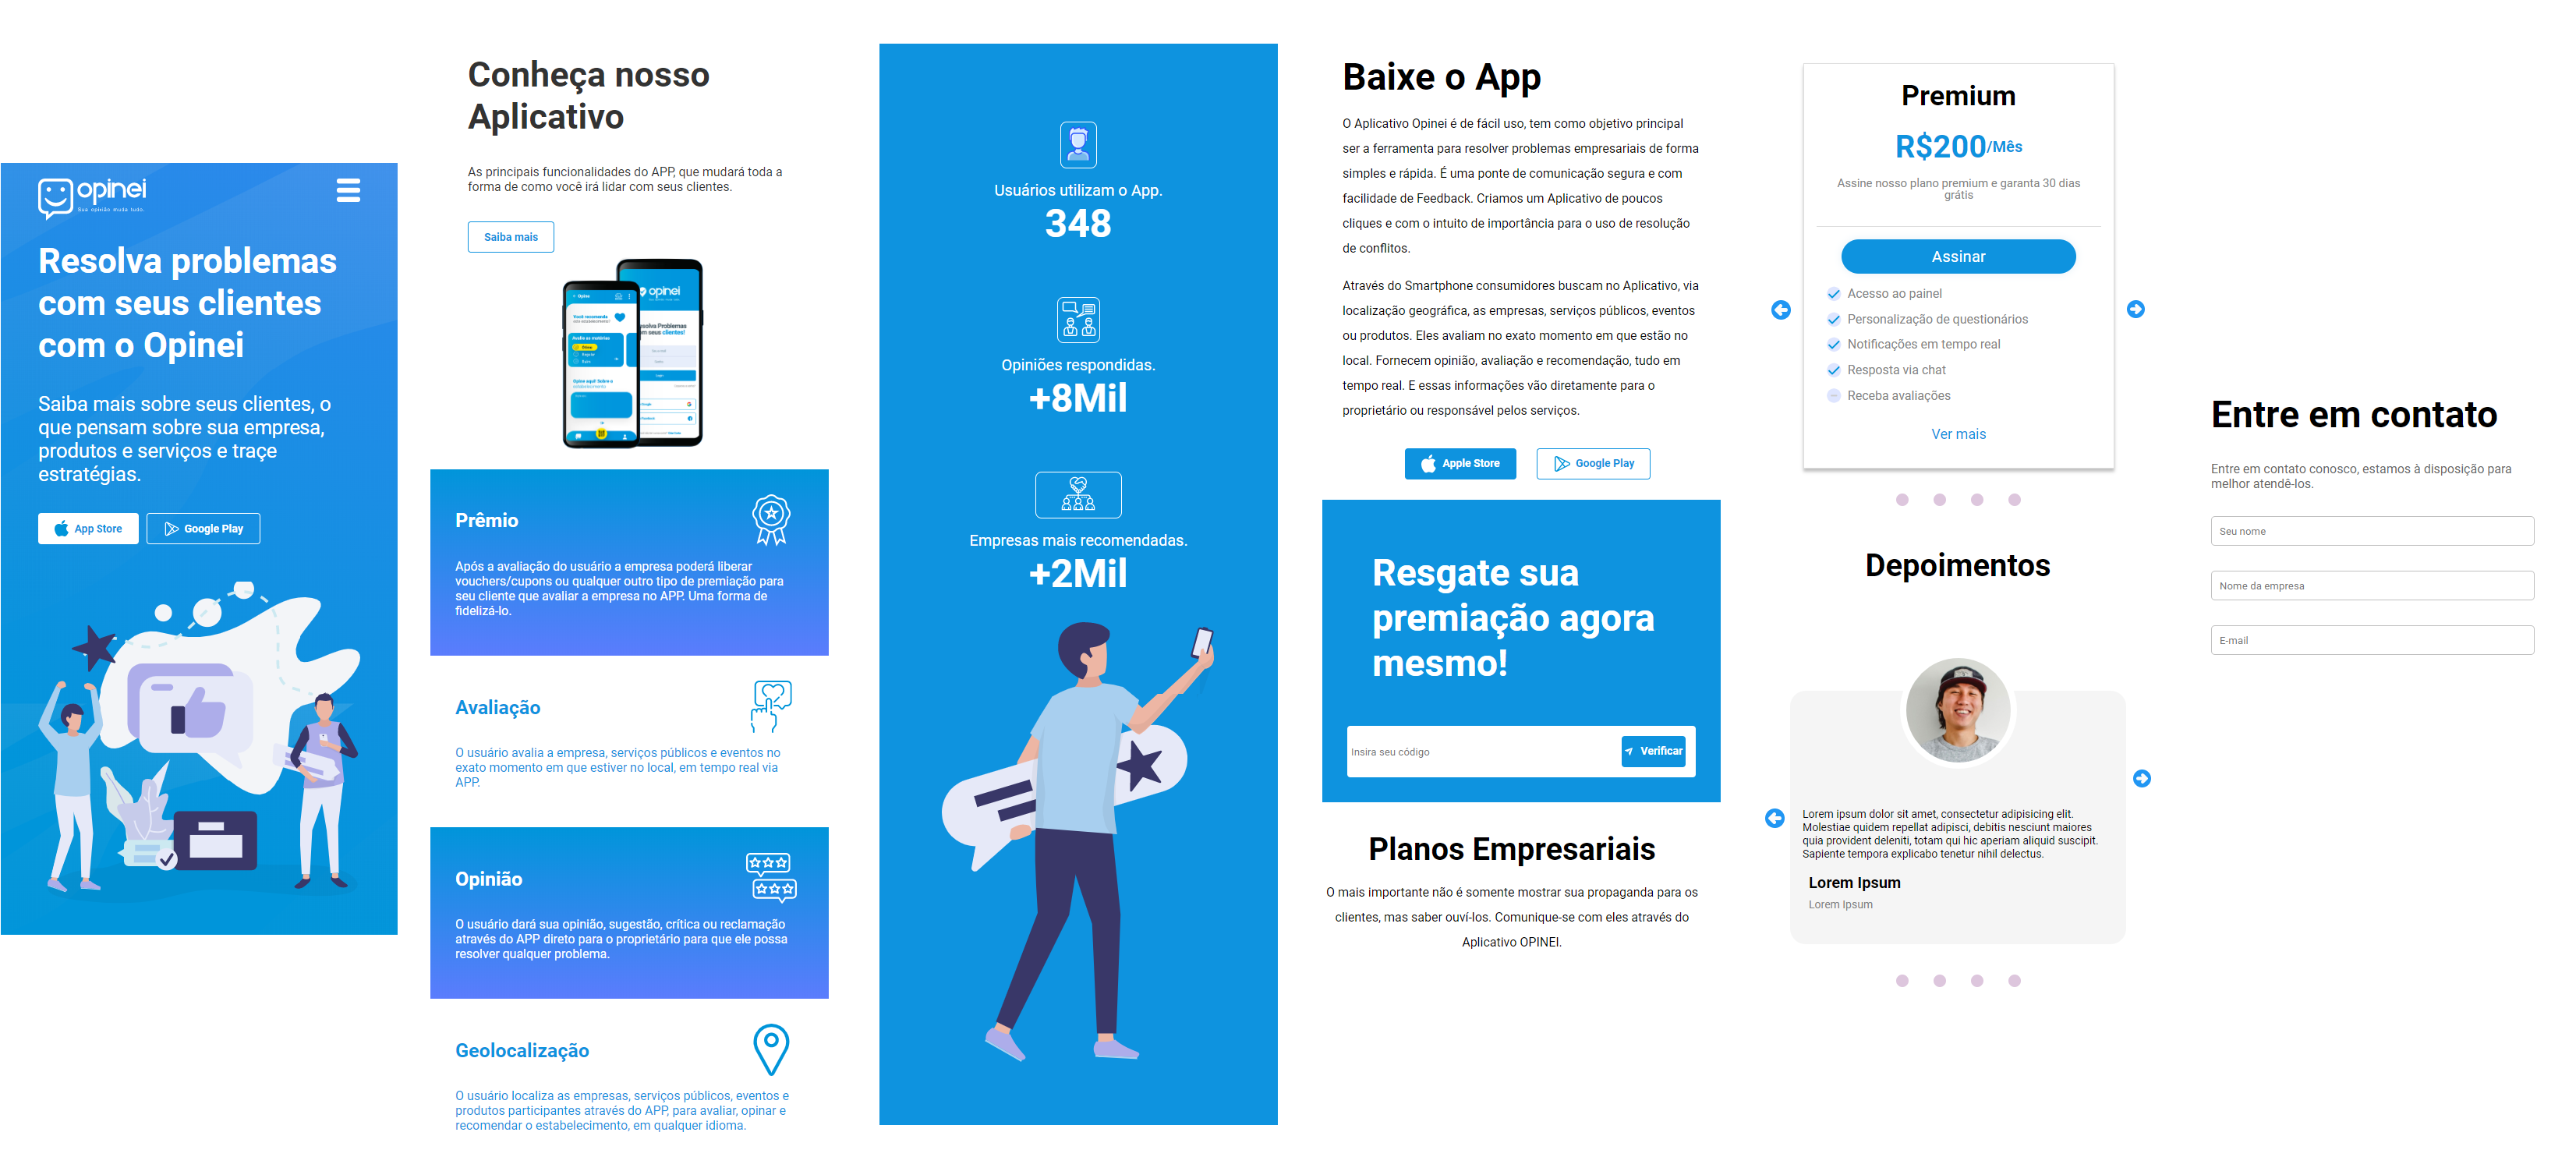 opinei
Sua opinião muda tudo.
Resolva problemas
com seus clientes
com o Opinei
Saiba mais sobre seus clientes, o
que pensam sobre sua empresa,
produtos e serviços e traçe
estratégias.
App Store
Google Play
Conheça nosso
Aplicativo
As principais funcionalidades do APP, que mudará toda a
forma de como você irá lidar com seus clientes.
Saiba mais
opinei
Prêmio
Após a avaliação do usuário a empresa poderá liberar
vouchers/cupons ou qualquer outro tipo de premiação para
seu cliente que avaliar a empresa no APP. Uma forma de
fidelizá-lo.
Avaliação
O usuário avalia a empresa, serviços públicos e eventos no
exato momento em que estiver no local, em tempo real via
APP.
Opinião
O usuário dará sua opinião, sugestão, crítica ou reclamação
através do APP direto para o proprietário para que ele possa
resolver qualquer problema.
Geolocalização
O usuário localiza as empresas, serviços públicos, eventos e
produtos participantes através do APP, para avaliar, opinar e
recomendar o estabelecimento, em qualquer idioma.
Usuários utilizam o App.
348
Opiniões respondidas.
+8Mil
Empresas mais recomendadas.
+2Mil
Baixe o App
O Aplicativo Opinei é de fácil uso, tem como objetivo principal
ser a ferramenta para resolver problemas empresariais de forma
simples e rápida. É uma ponte de comunicação segura e com
facilidade de Feedback. Criamos um Aplicativo de poucos
cliques e com o intuito de importância para o uso de resolução
de conflitos.
Através do Smartphone consumidores buscam no Aplicativo, via
localização geográfica, as empresas, serviços públicos, eventos
ou produtos. Eles avaliam no exato momento em que estão no
local. Fornecem opinião, avaliação e recomendação, tudo em
tempo real. E essas informações vão diretamente para o
proprietário ou responsável pelos serviços.
Apple Store
Google Play
Resgate sua
premiação agora
mesmo!
Insira seu código
Verificar
Planos Empresariais
O mais importante não é somente mostrar sua propaganda para os
clientes, mas saber ouví-los. Comunique-se com eles através do
Aplicativo OPINEI.
Premium
R$200/Mês
Assine nosso plano premium e garanta 30 dias
grátis
Assinar
Acesso ao painel
Personalização de questionários
Notificações em tempo real
Resposta via chat
Receba avaliações
Ver mais
Depoimentos
Lorem ipsum dolor sit amet, consectetur adipisicing elit.
Molestiae quidem repellat adipisci, debitis nesciunt maiores
quia provident deleniti, totam qui hic aperiam aliquid suscipit.
Sapiente tempora explicabo tenetur nihil delectus.
Lorem Ipsum
Lorem Ipsum
Entre em contato
Entre em contato conosco, estamos à disposição para
melhor atendê-los.
Seu nome
Nome da empresa
E-mail